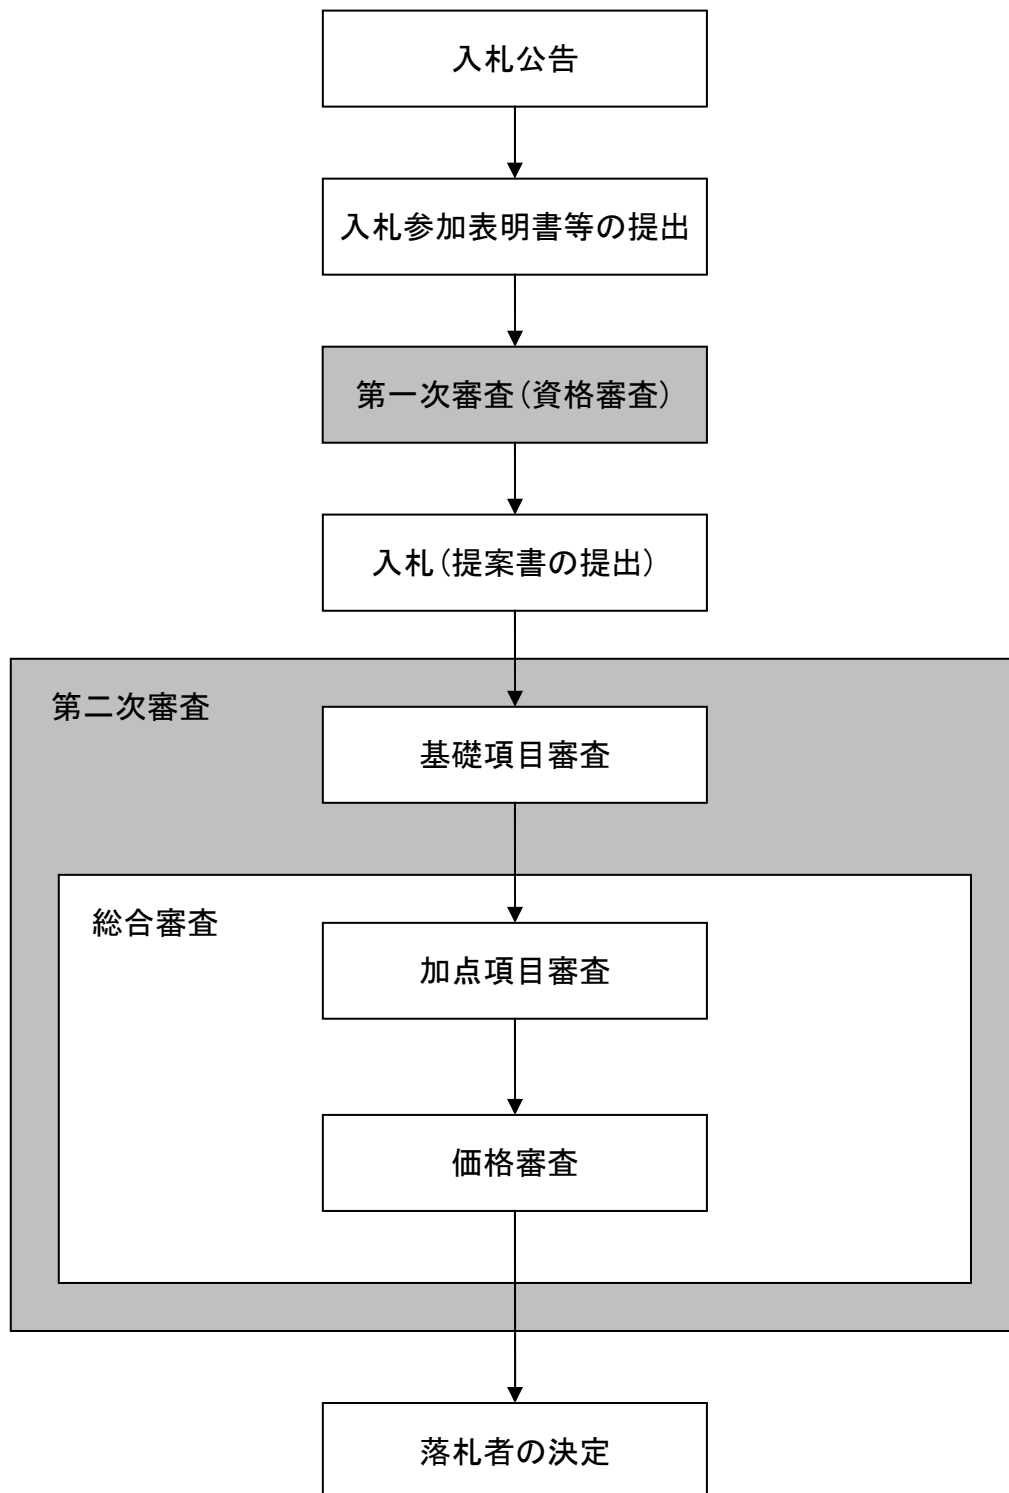 入札公告
入札参加表明書等の提出
第一次審査（資格審査）
入札（提案書の提出）
第二次審査
基礎項目審査
総合審査
加点項目審査
価格審査
落札者の決定